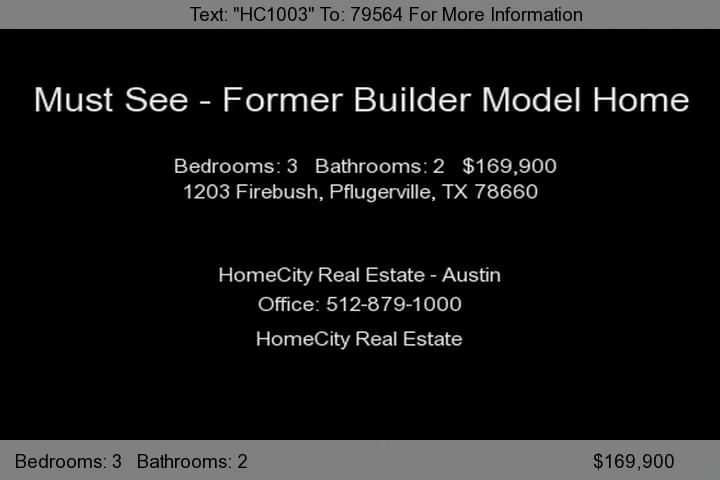 Text: "HC1003" To: 79564 For More Information
Must See - Former Builder Model Home
Bedrooms: 3 Bathrooms: 2 $169,900
1203 Firebush, Pflugerville, TX 78660
HomeCity Real Estate - Austin
Office: 512-879-1000
HomeCity Real Estate
Bedrooms: 3 Bathrooms: 2 $169,900